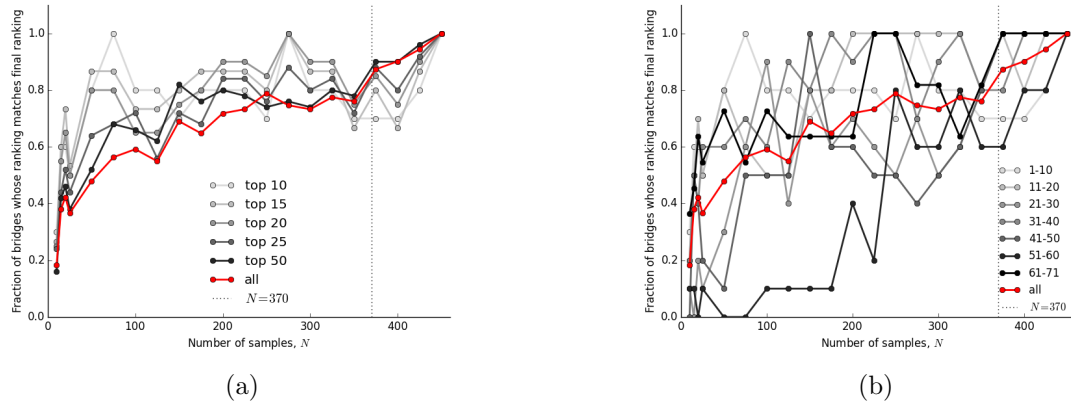 Fraction of bridges whose ranking matches final ranking
1.0
0.8
0.6
0.4
0.2
0.0
0 100 200 300 400
Number of samples, N
top 10
top 15
top 20
top 25
top 50
all
N=370
(a)
Fraction of bridges whose ranking matches final ranking
1.0
0.8
0.6
0.4
0.2
0.0
0 100 200 300 400
Number of samples, N
1-10
11-20
21-30
31-40
41-50
51-60
61-71
all
N=370
(b)